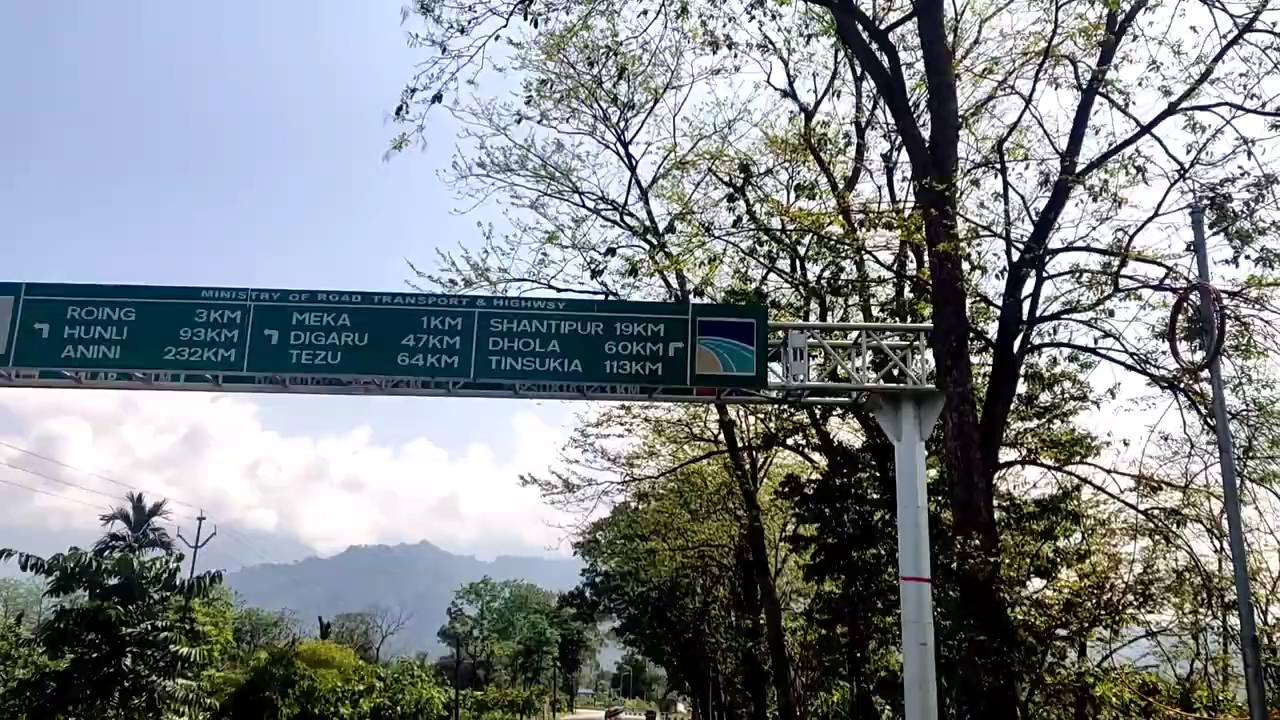 MINISTRY OF ROAD TRANSPORT & HIGHWSY
ROING 3KM
HUNLI 93KM
ANINI 232KM
MEKA 1KM
DIGARU 47KM
TEZU 64KM
SHANTIPUR 19KM
DHOLA 60KM
TINSUKIA 113KM